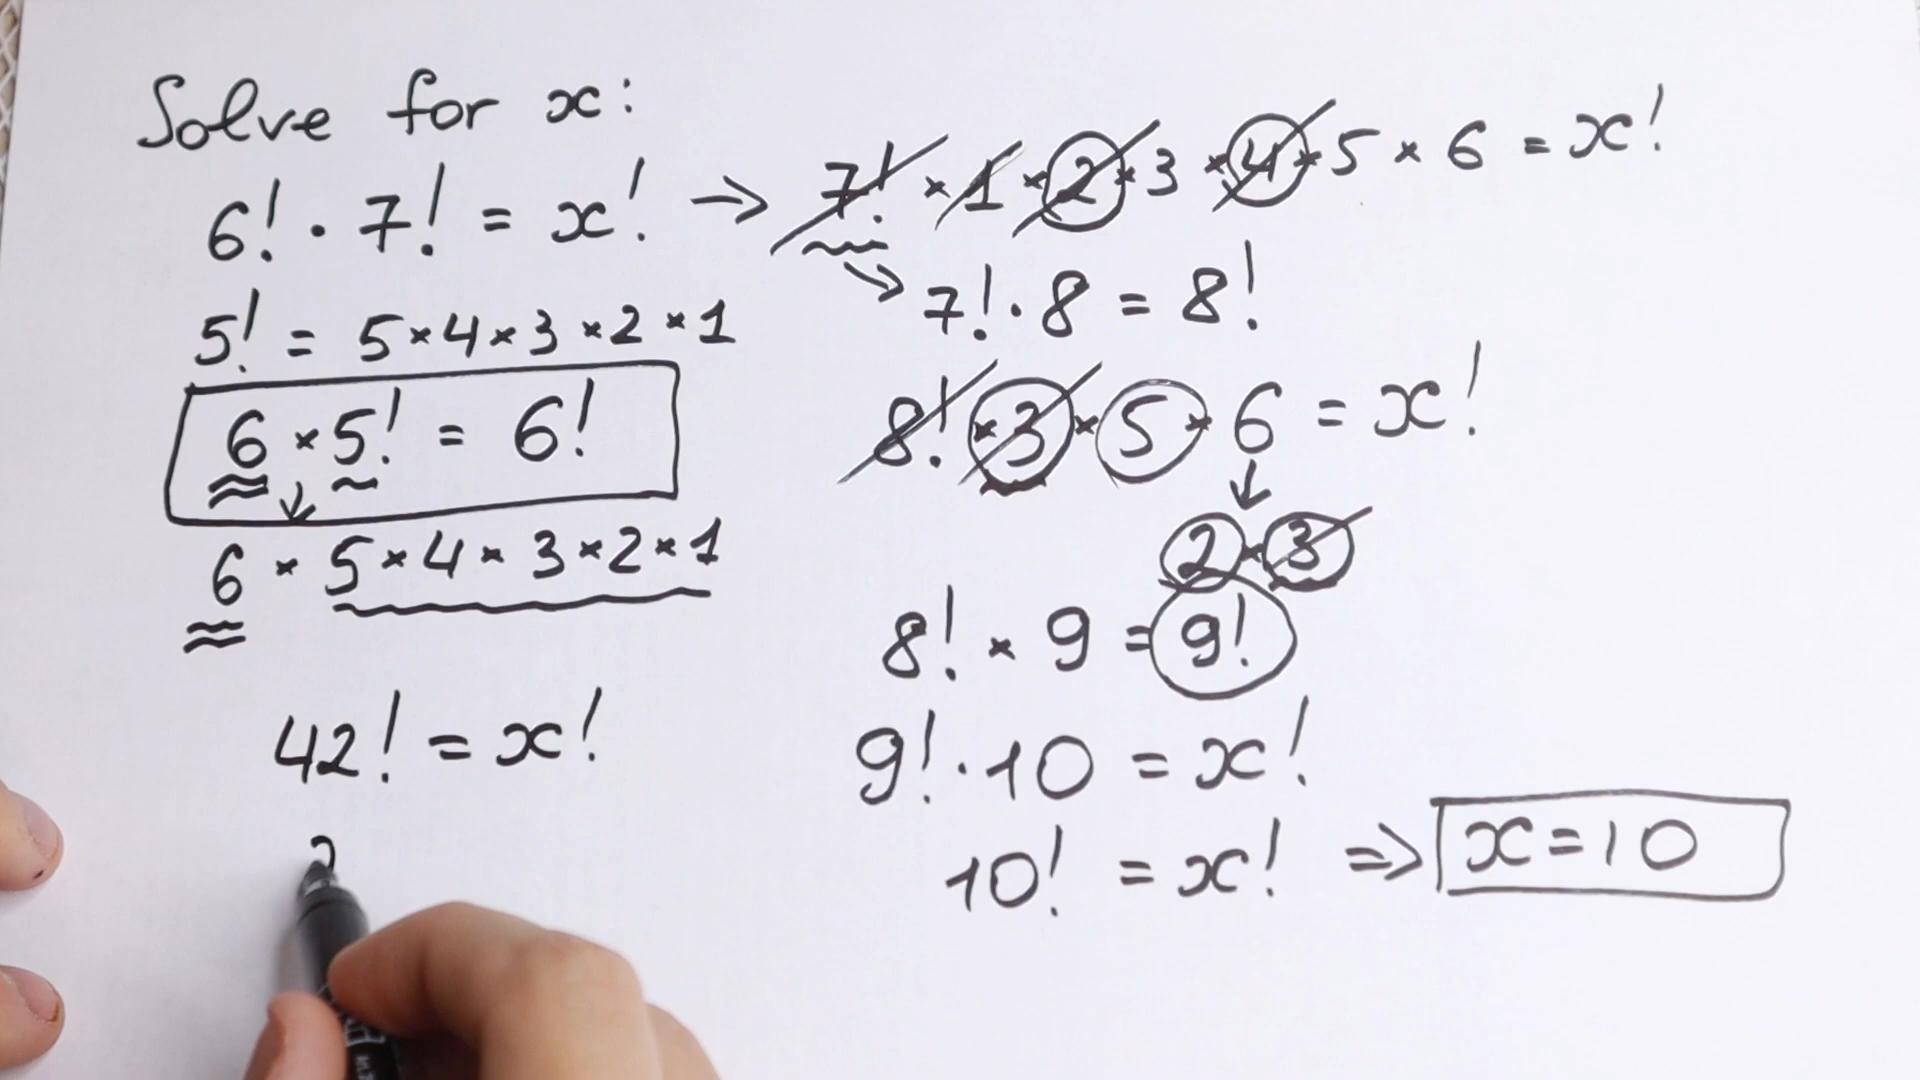 Solve for x:
6! · 7! = x! →
5! = 5×4×3×2×1
6 × 5! = 6!
6 × 5×4×3×2×1
42! = x!
7! × 1 × 2 × 3 × 4 × 5 × 6 = x!
7! · 8 = 8!
8! × 3 × 5 × 6 = x!
2 × 3
8! × 9 = 9!
9! · 10 = x!
10! = x! ⇒ x = 10